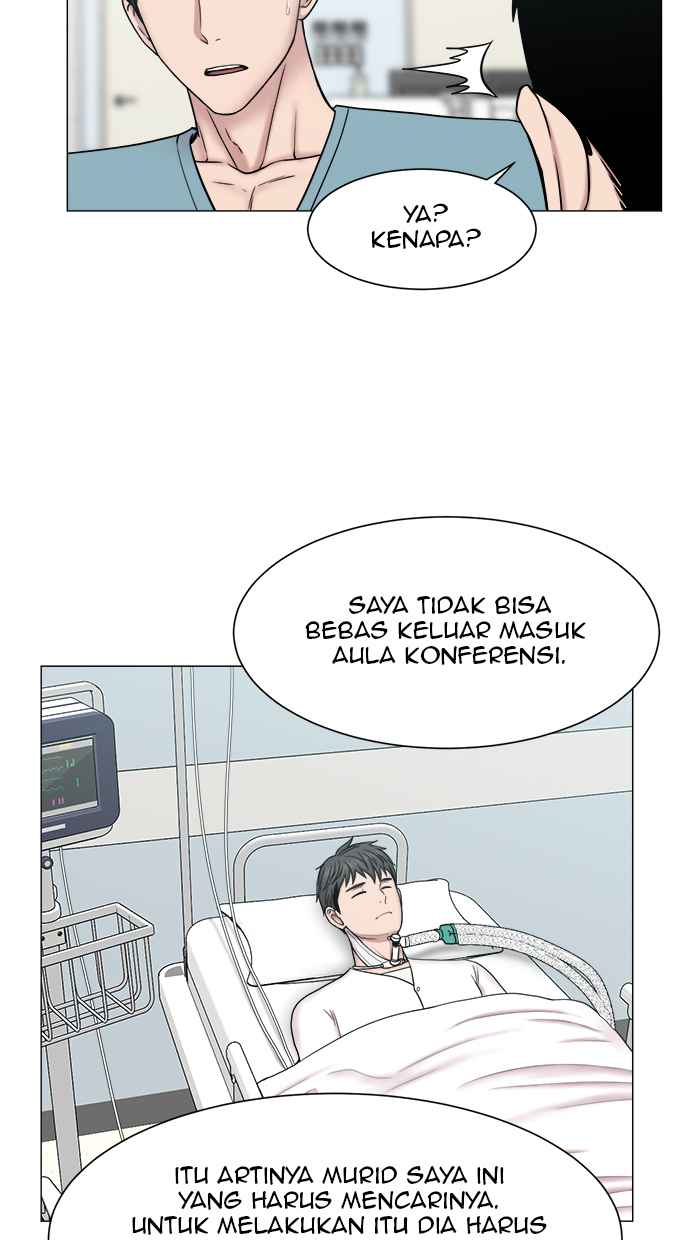 YA?
KENAPA?
SAYA TIDAK BISA
BEBAS KELUAR MASUK
AULA KONFERENSI.
ITU ARTINYA MURID SAYA INI
YANG HARUS MENCARINYA.
UNTUK MELAKUKAN ITU DIA HARUS